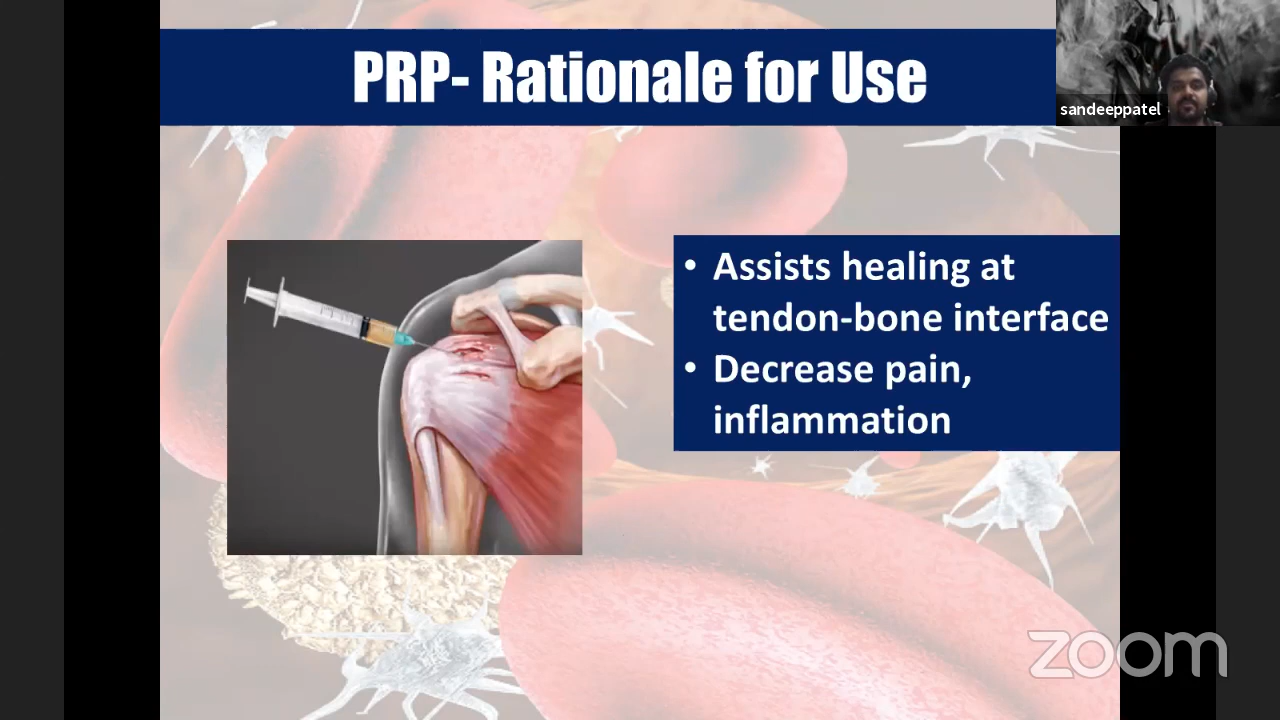 PRP- Rationale for Use
sandeeppatel
• Assists healing at
tendon-bone interface
• Decrease pain,
inflammation
zoom